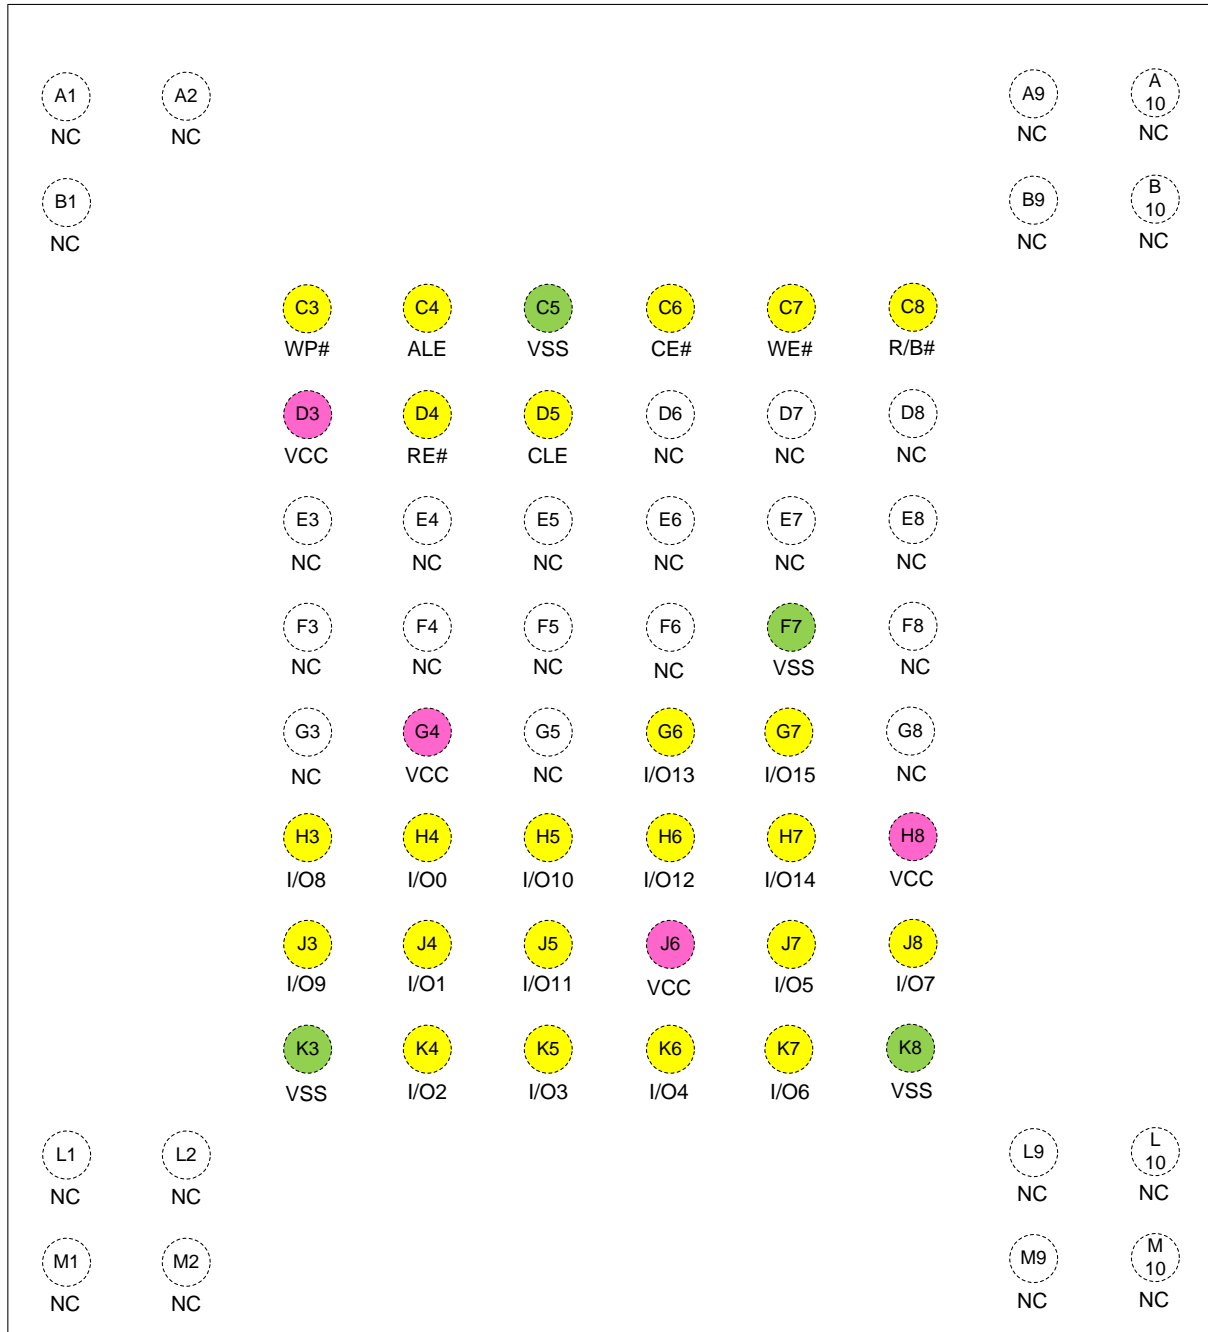 A1 A2 A9 A 10
NC NC NC NC
B1 B9 B 10
NC NC NC
C3 C4 C5 C6 C7 C8
WP# ALE VSS CE# WE# R/B#
D3 D4 D5 D6 D7 D8
VCC RE# CLE NC NC NC
E3 E4 E5 E6 E7 E8
NC NC NC NC NC NC
F3 F4 F5 F6 F7 F8
NC NC NC NC VSS NC
G3 G4 G5 G6 G7 G8
NC VCC NC I/O13 I/O15 NC
H3 H4 H5 H6 H7 H8
I/O8 I/O0 I/O10 I/O12 I/O14 VCC
J3 J4 J5 J6 J7 J8
I/O9 I/O1 I/O11 VCC I/O5 I/O7
K3 K4 K5 K6 K7 K8
VSS I/O2 I/O3 I/O4 I/O6 VSS
L1 L2 L9 L 10
NC NC NC NC
M1 M2 M9 M 10
NC NC NC NC